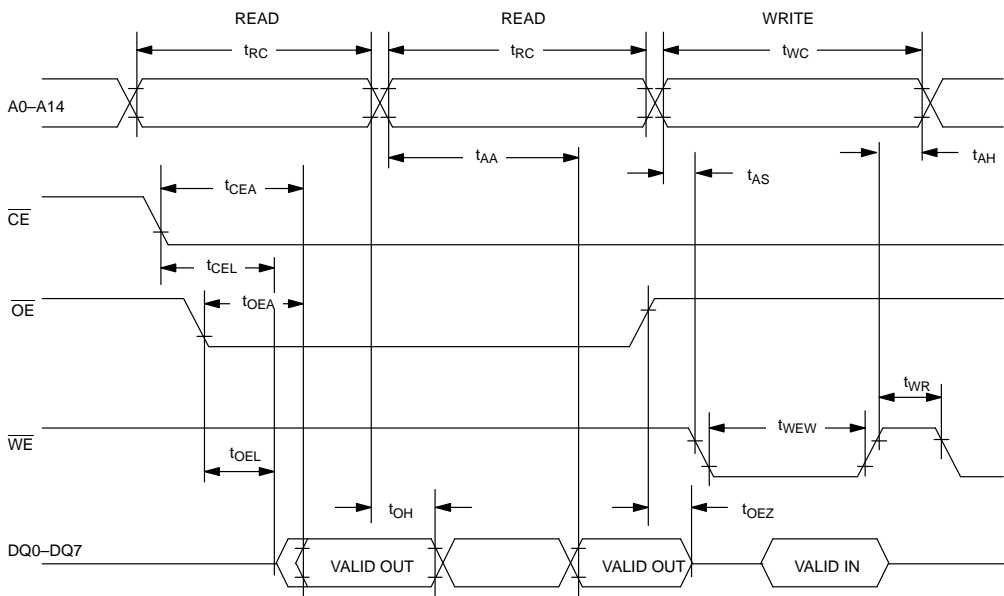 READ READ WRITE
tRC tRC tWC
A0–A14
tAA tAH
tCEA tAS
CE
tCEL
OE tOEA
tWR
WE tWEW
tOEL
tOH tOEZ
DQ0–DQ7 VALID OUT VALID OUT VALID IN